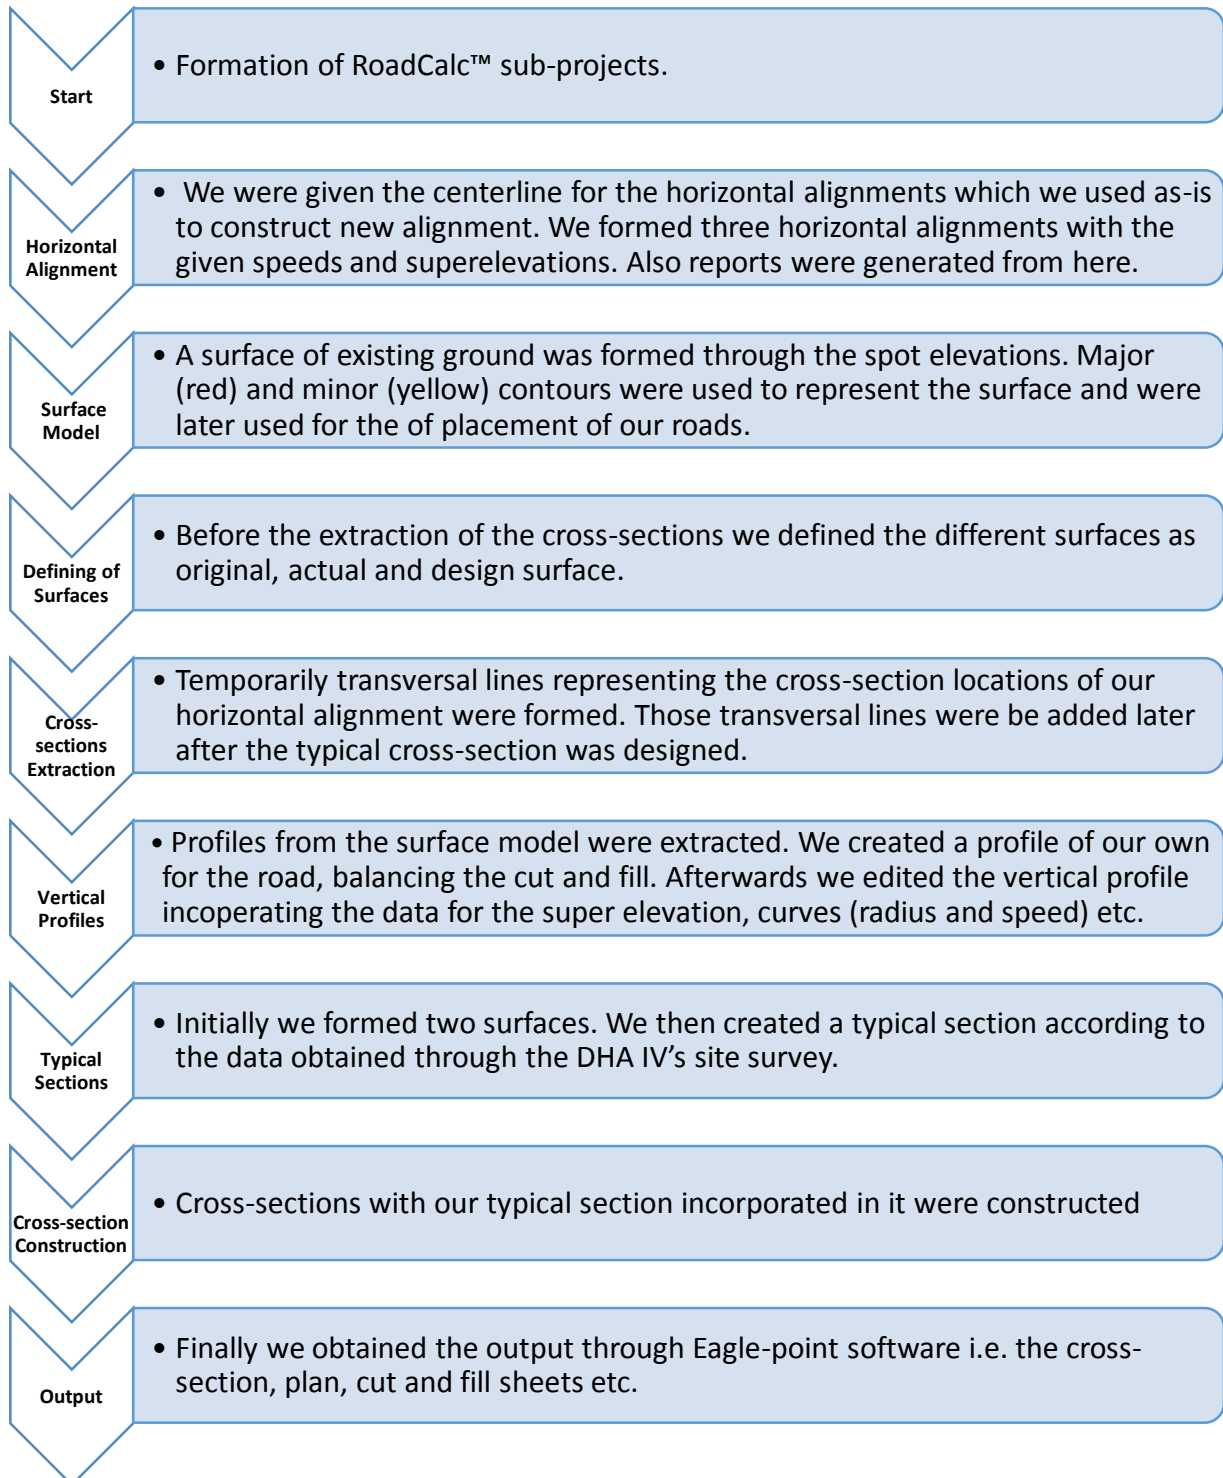 Start
• Formation of RoadCalc™ sub-projects.
Horizontal
Alignment
• We were given the centerline for the horizontal alignments which we used as-is
to construct new alignment. We formed three horizontal alignments with the
given speeds and superelevations. Also reports were generated from here.
Surface
Model
• A surface of existing ground was formed through the spot elevations. Major
(red) and minor (yellow) contours were used to represent the surface and were
later used for the of placement of our roads.
Defining of
Surfaces
• Before the extraction of the cross-sections we defined the different surfaces as
original, actual and design surface.
Cross-
sections
Extraction
• Temporarily transversal lines representing the cross-section locations of our
horizontal alignment were formed. Those transversal lines were be added later
after the typical cross-section was designed.
Vertical
Profiles
• Profiles from the surface model were extracted. We created a profile of our own
for the road, balancing the cut and fill. Afterwards we edited the vertical profile
incoperating the data for the super elevation, curves (radius and speed) etc.
Typical
Sections
• Initially we formed two surfaces. We then created a typical section according to
the data obtained through the DHA IV’s site survey.
Cross-section
Construction
• Cross-sections with our typical section incorporated in it were constructed
Output
• Finally we obtained the output through Eagle-point software i.e. the cross-
section, plan, cut and fill sheets etc.